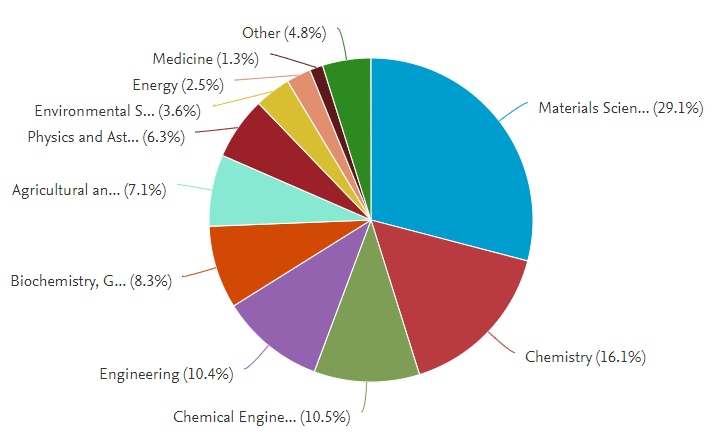 Other (4.8%)
Medicine (1.3%)
Energy (2.5%)
Environmental S... (3.6%)
Materials Scien... (29.1%)
Physics and Ast... (6.3%)
Agricultural an... (7.1%)
Biochemistry, G... (8.3%)
Chemistry (16.1%)
Engineering (10.4%)
Chemical Engine... (10.5%)